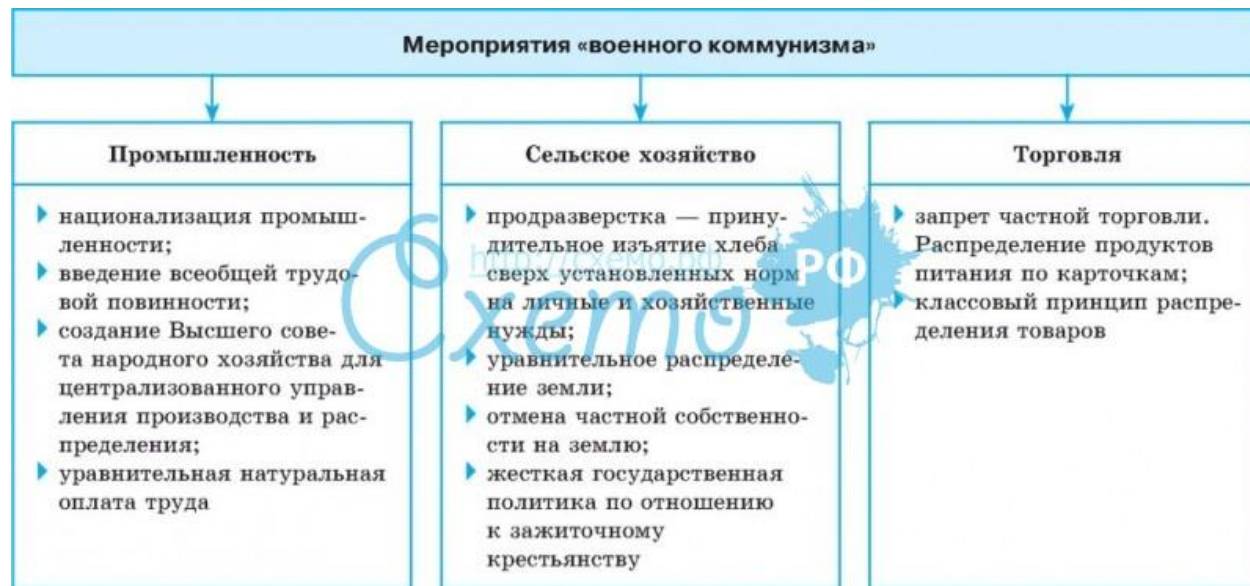 Мероприятия «военного коммунизма»
Промышленность
национализация промыш-
ленности;
введение всеобщей трудо-
вой повинности;
создание Высшего сове-
та народного хозяйства для
централизованного управ-
ления производства и рас-
пределения;
уравнительная натуральная
оплата труда
Сельское хозяйство
продразверстка — прину-
дительное изъятие хлеба
сверх установленных норм
на личные и хозяйственные
нужды;
уравнительное распределе-
ние земли;
отмена частной собственно-
сти на землю;
жесткая государственная
политика по отношению
к зажиточному
крестьянству
Торговля
запрет частной торговли.
Распределение продуктов
питания по карточкам;
классовый принцип распре-
деления товаров
http://схемо.рф
Схемо
РФ